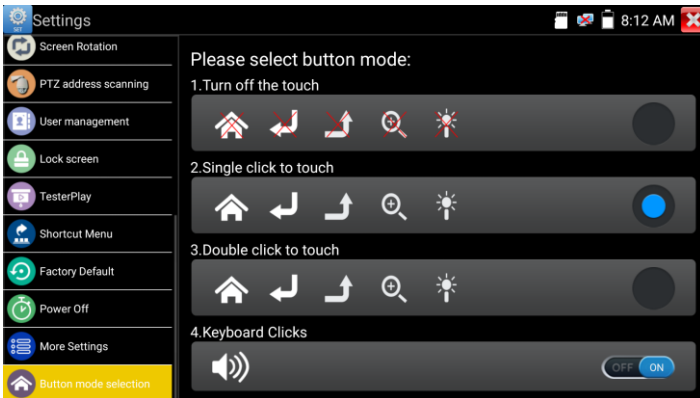 Settings
SET
8:12 AM
Screen Rotation
PTZ address scanning
User management
Lock screen
TesterPlay
Shortcut Menu
Factory Default
Power Off
More Settings
Button mode selection
Please select button mode:
1.Turn off the touch
2.Single click to touch
3.Double click to touch
4.Keyboard Clicks
OFF ON